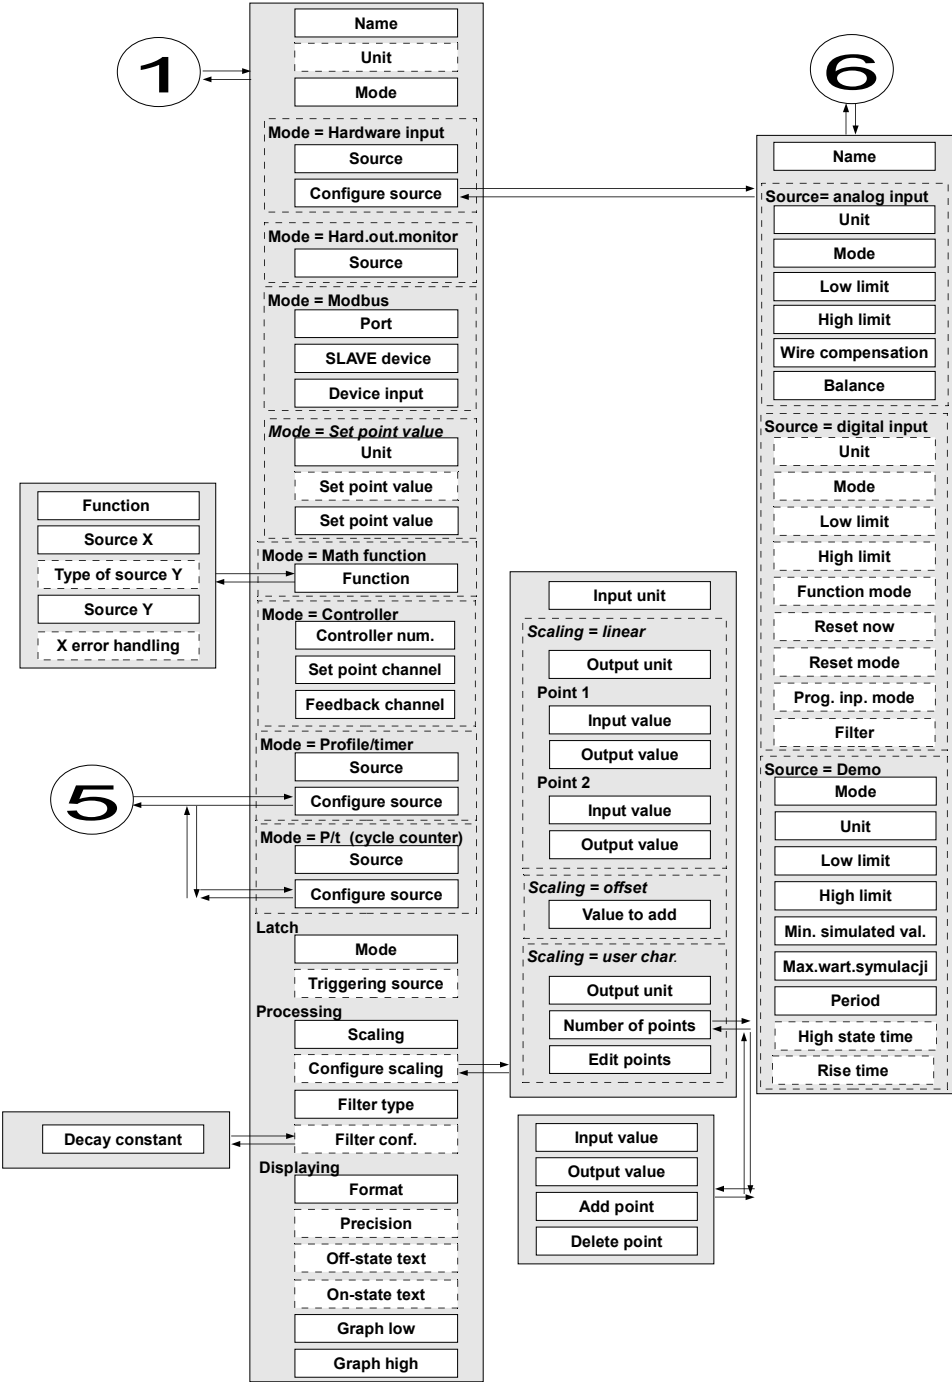 1
Name
Unit
Mode
Mode = Hardware input
Source
Configure source
Mode = Hard.out.monitor
Source
Mode = Modbus
Port
SLAVE device
Device input
Mode = Set point value
Unit
Set point value
Set point value
Mode = Math function
Function
Mode = Controller
Controller num.
Set point channel
Feedback channel
Mode = Profile/timer
Source
Configure source
Mode = P/t (cycle counter)
Source
Configure source
Latch
Mode
Triggering source
Processing
Scaling
Configure scaling
Filter type
Filter conf.
Displaying
Format
Precision
Off-state text
On-state text
Graph low
Graph high
Function
Source X
Type of source Y
Source Y
X error handling
5
Decay constant
Input unit
Scaling = linear
Output unit
Point 1
Input value
Output value
Point 2
Input value
Output value
Scaling = offset
Value to add
Scaling = user char.
Output unit
Number of points
Edit points
Input value
Output value
Add point
Delete point
6
Name
Source= analog input
Unit
Mode
Low limit
High limit
Wire compensation
Balance
Source = digital input
Unit
Mode
Low limit
High limit
Function mode
Reset now
Reset mode
Prog. inp. mode
Filter
Source = Demo
Mode
Unit
Low limit
High limit
Min. simulated val.
Max.wart.symulacji
Period
High state time
Rise time